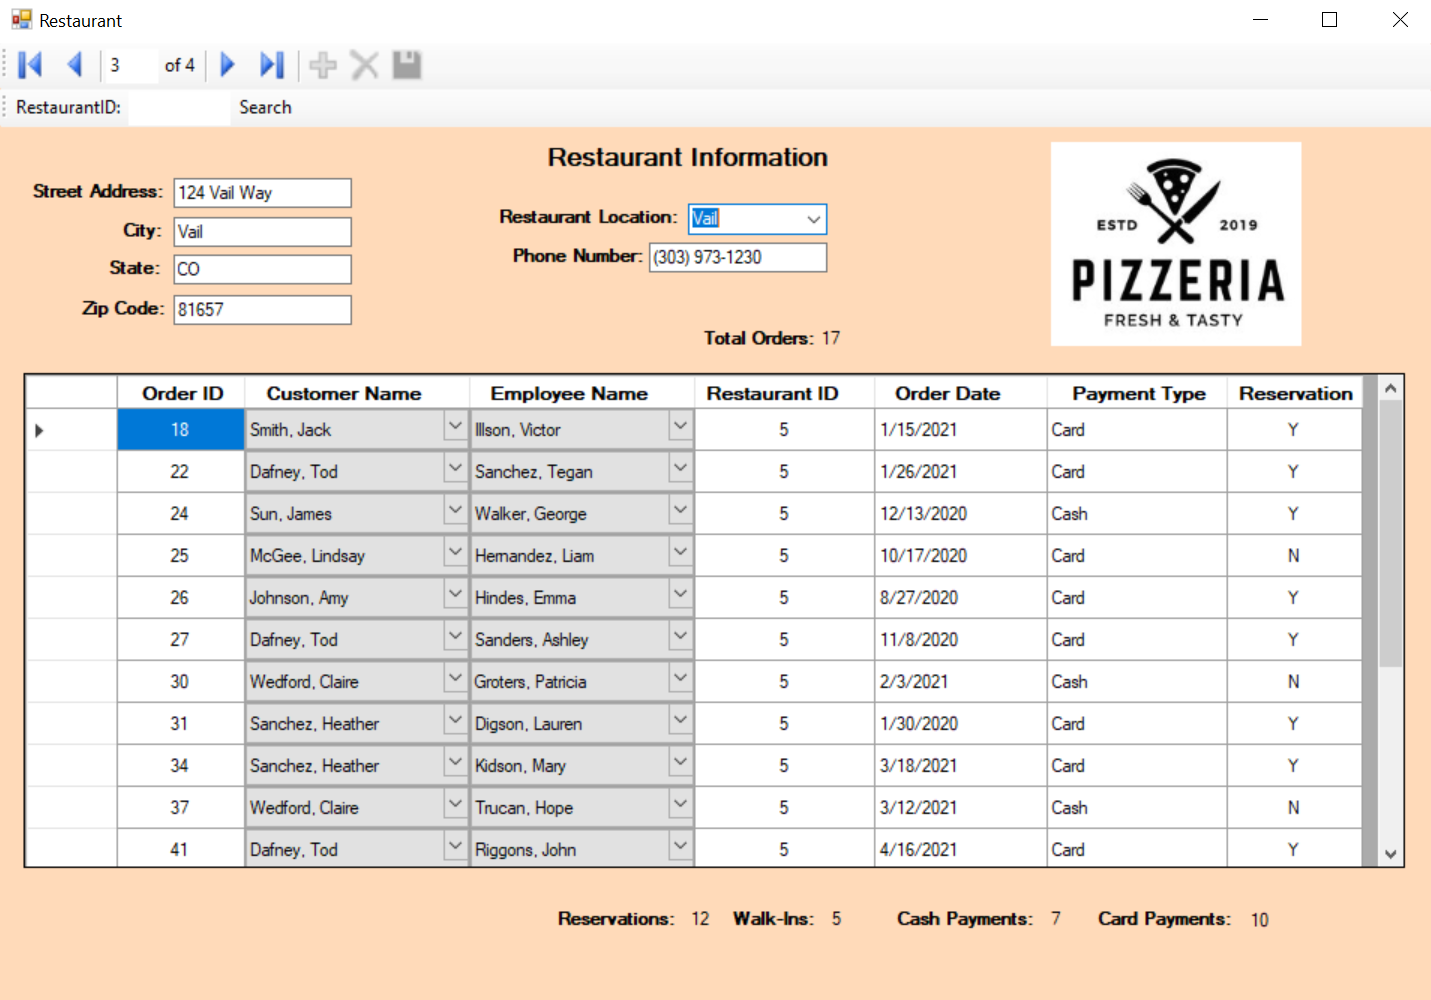 Restaurant
3 of 4
RestaurantID: Search
Restaurant Information
Street Address: 124 Vail Way
City: Vail
State: CO
Zip Code: 81657
Restaurant Location: Vail
Phone Number: (303) 973-1230
Total Orders: 17
ESTD 2019
PIZZERIA
FRESH & TASTY
Order ID Customer Name Employee Name Restaurant ID Order Date Payment Type Reservation
18 Smith, Jack Illson, Victor 5 1/15/2021 Card Y
22 Dafney, Tod Sanchez, Tegan 5 1/26/2021 Card Y
24 Sun, James Walker, George 5 12/13/2020 Cash Y
25 McGee, Lindsay Hernandez, Liam 5 10/17/2020 Card N
26 Johnson, Amy Hindes, Emma 5 8/27/2020 Card Y
27 Dafney, Tod Sanders, Ashley 5 11/8/2020 Card Y
30 Wedford, Claire Groters, Patricia 5 2/3/2021 Cash N
31 Sanchez, Heather Digson, Lauren 5 1/30/2020 Card Y
34 Sanchez, Heather Kidson, Mary 5 3/18/2021 Card Y
37 Wedford, Claire Trucan, Hope 5 3/12/2021 Cash N
41 Dafney, Tod Riggons, John 5 4/16/2021 Card Y
Reservations: 12 Walk-Ins: 5 Cash Payments: 7 Card Payments: 10